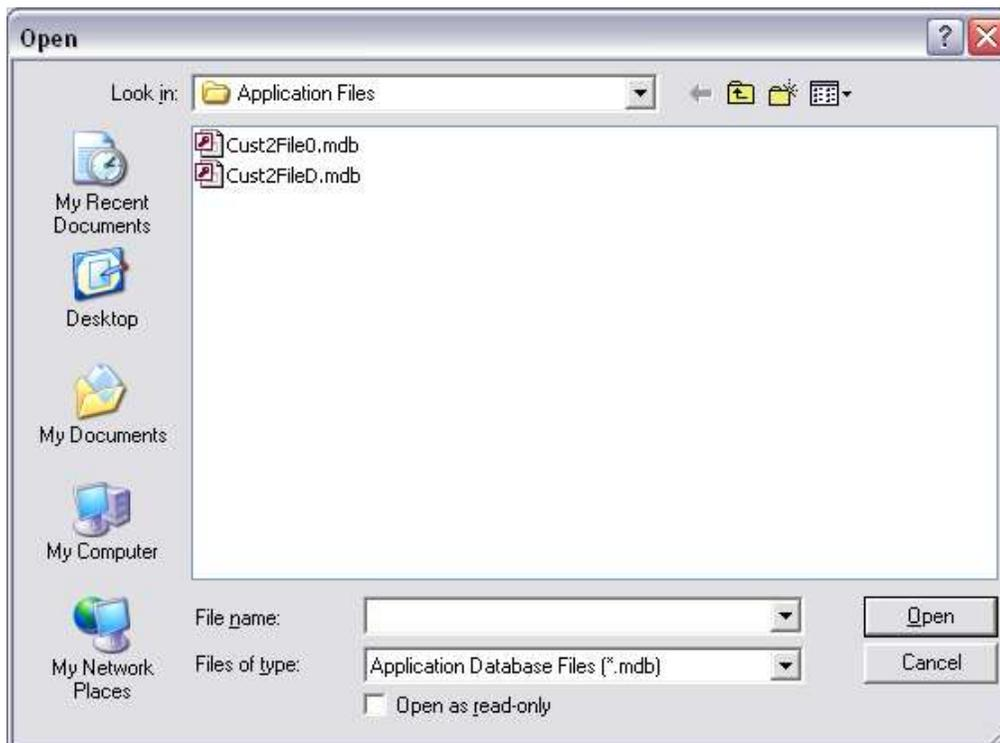 Open
Look in:
Application Files
Cust2File0.mdb
Cust2FileD.mdb
My Recent
Documents
Desktop
My Documents
My Computer
My Network
Places
File name:
Open
Files of type:
Application Database Files (*.mdb)
Cancel
Open as read-only